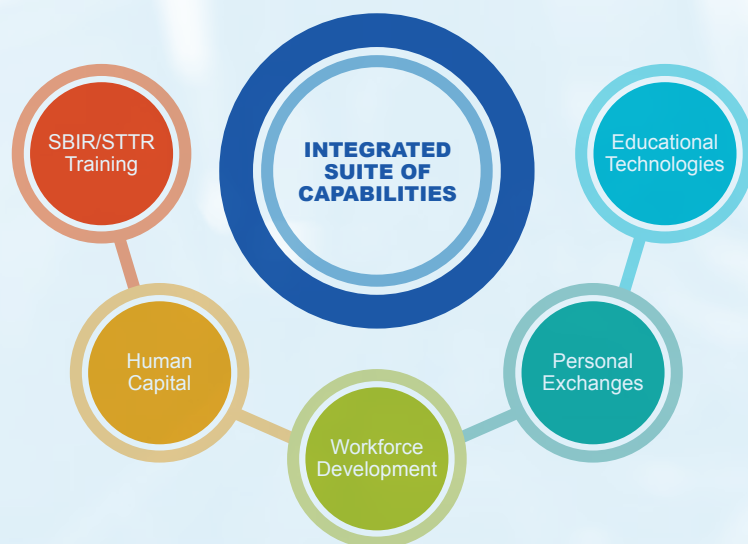 INTEGRATED
SUITE OF
CAPABILITIES
SBIR/STTR
Training
Human
Capital
Workforce
Development
Personal
Exchanges
Educational
Technologies